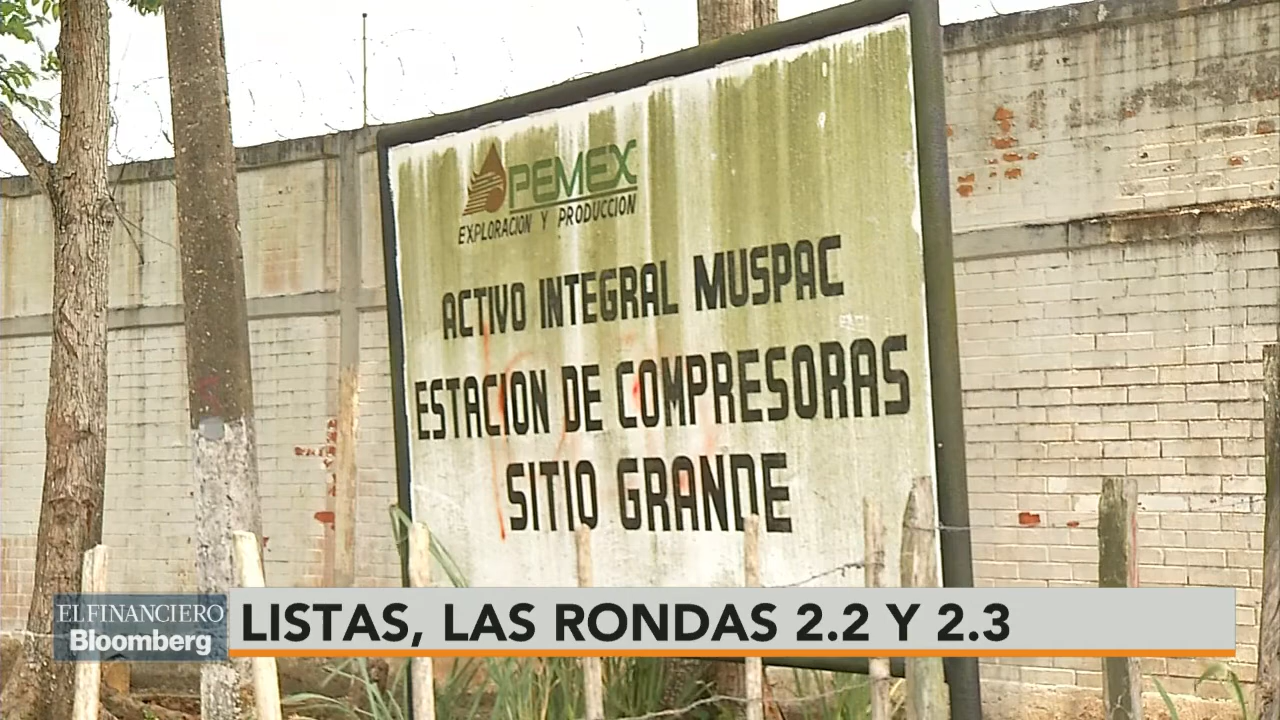 PEMEX
EXPLORACION Y PRODUCCION
ACTIVO INTEGRAL MUSPAC
ESTACION DE COMPRESORAS
SITIO GRANDE
EL FINANCIERO
Bloomberg
LISTAS, LAS RONDAS 2.2 Y 2.3